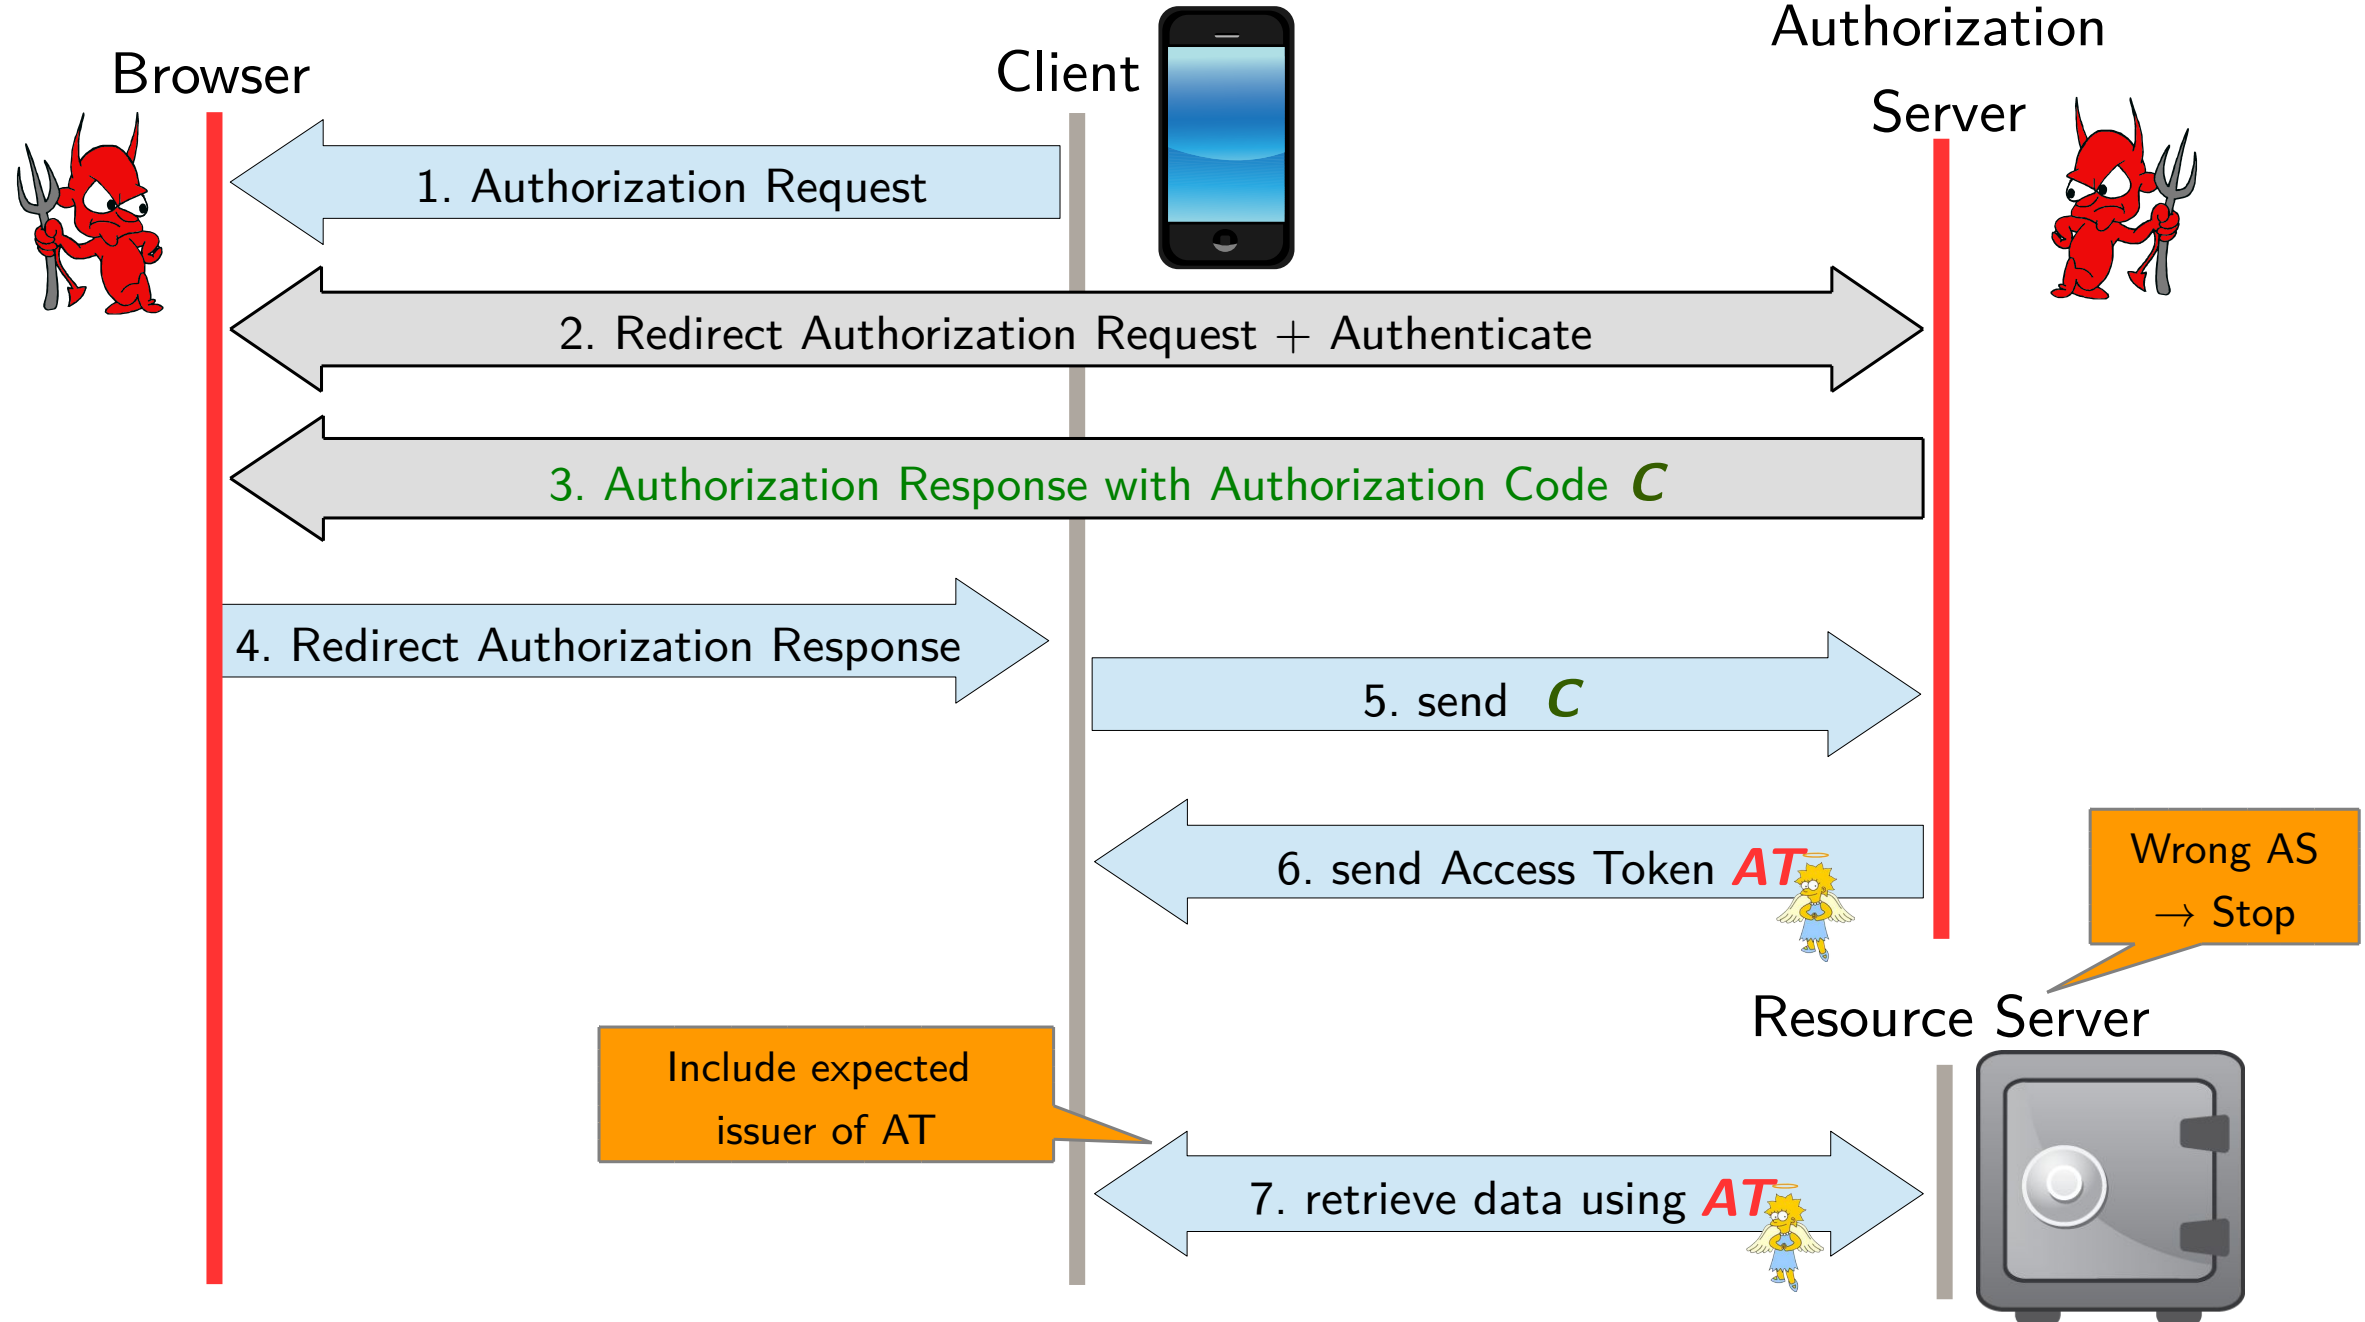 Browser
Client
Authorization
Server
1. Authorization Request
2. Redirect Authorization Request + Authenticate
3. Authorization Response with Authorization Code C
4. Redirect Authorization Response
5. send C
6. send Access Token AT
Wrong AS
→ Stop
Resource Server
Include expected
issuer of AT
7. retrieve data using AT